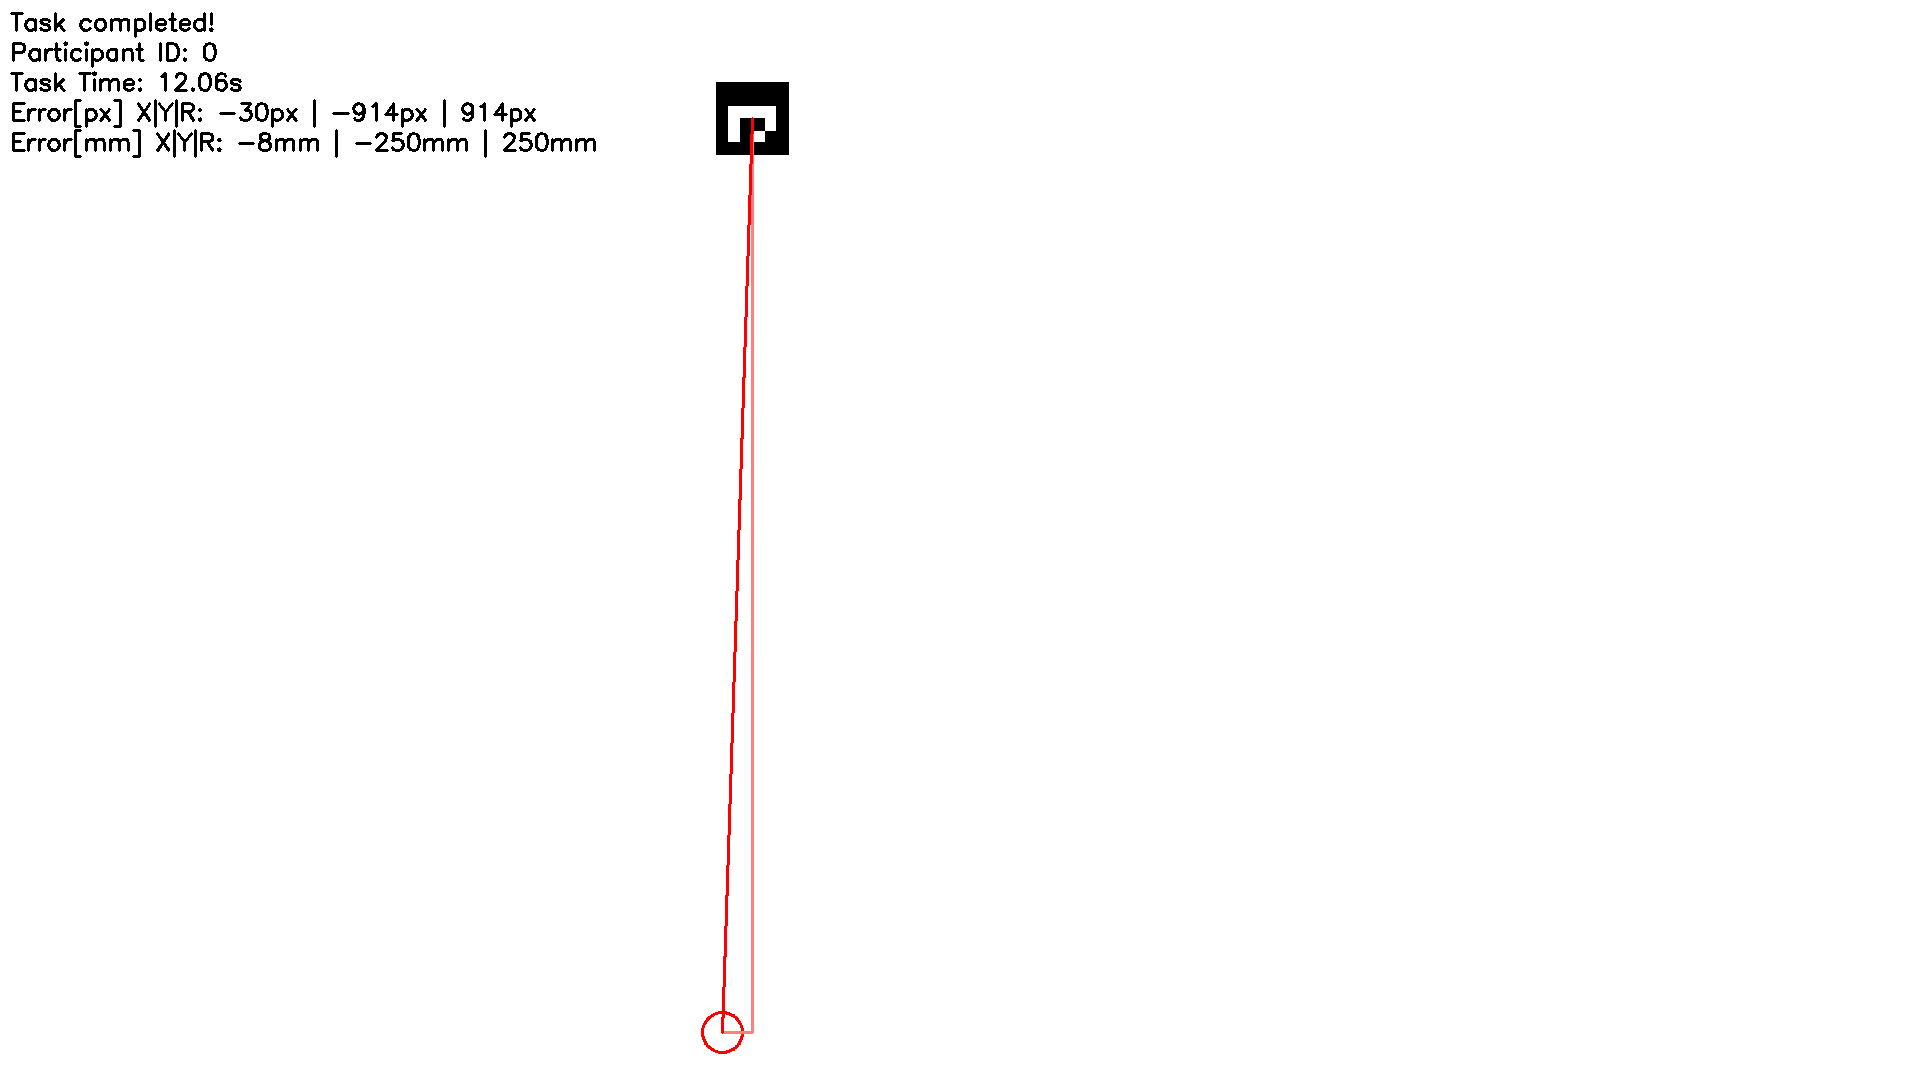 Task completed!
Participant ID: 0
Task Time: 12.06s
Error[px] X|Y|R: -30px | -914px | 914px
Error[mm] X|Y|R: -8mm | -250mm | 250mm